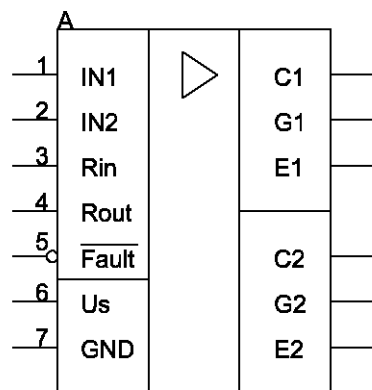 A
1 IN1 C1
2 IN2 G1
3 Rin E1
4 Rout
5 Fault C2
6 Us G2
7 GND E2